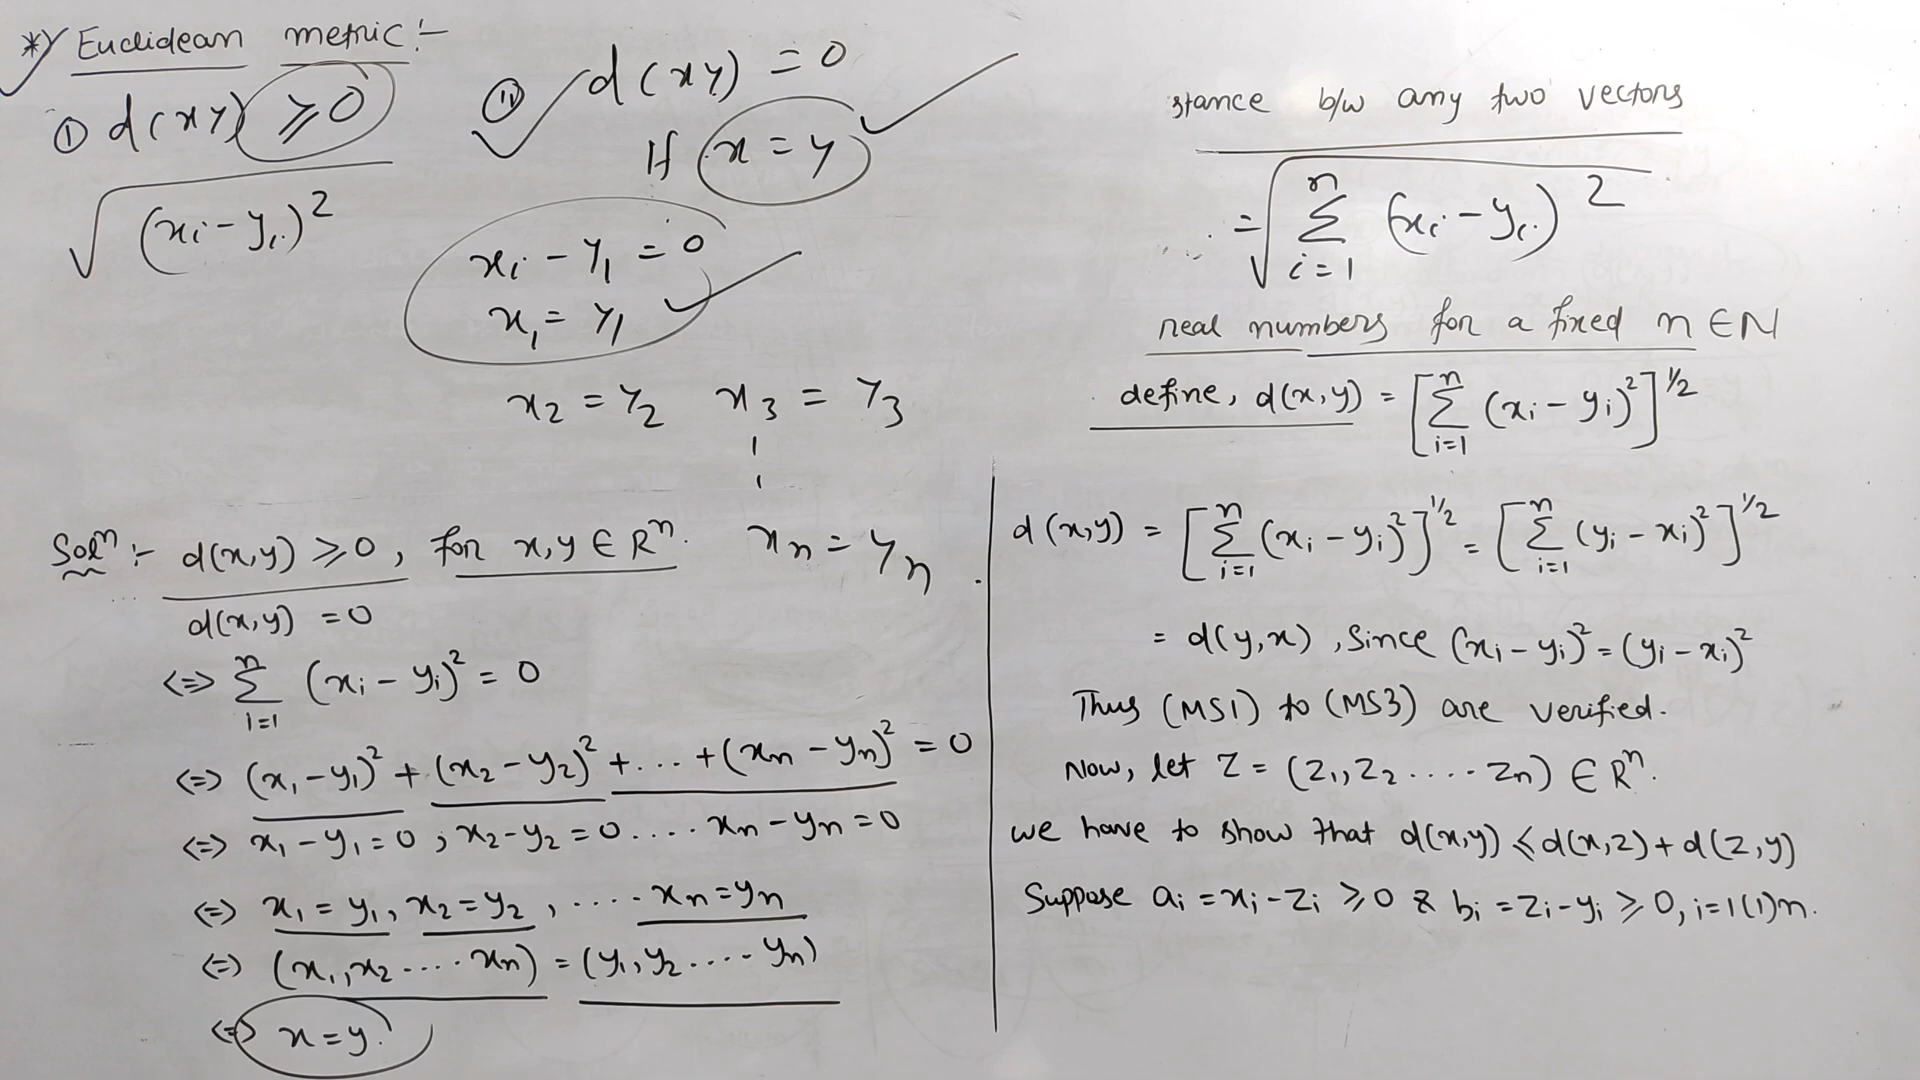 *) Euclidean metric :-
① d(xy) ≥ 0
√(xi - yi)²
② d(xy) = 0
If x = y
xi - y1 = 0
x1 = y1
x2 = y2 x3 = y3
xn = yn
stance b/w any two vectors
= √ n Σ i=1 (xi - yi)²
real numbers for a fixed n ∈ N
define, d(x,y) = [ n Σ i=1 (xi - yi)² ]^1/2
Solⁿ :- d(x,y) ≥ 0, for x,y ∈ Rⁿ.
d(x,y) = 0
<=> n Σ i=1 (xi - yi)² = 0
<=> (x1 - y1)² + (x2 - y2)² + ... + (xn - yn)² = 0
<=> x1 - y1 = 0 , x2 - y2 = 0 .... xn - yn = 0
<=> x1 = y1, x2 = y2 , .... xn = yn
<=> (x1, x2 .... xn) = (y1, y2 .... yn)
<=> x = y.
d(x,y) = [ n Σ i=1 (xi - yi)² ]^1/2 = [ n Σ i=1 (yi - xi)² ]^1/2
= d(y,x) , Since (xi - yi)² = (yi - xi)²
Thus (MS1) to (MS3) are verified.
Now, let Z = (Z1, Z2 .... Zn) ∈ Rⁿ.
we have to show that d(x,y) ≤ d(x,z) + d(z,y)
Suppose ai = xi - Zi ≥ 0 & bi = Zi - yi ≥ 0, i = 1(1)n.